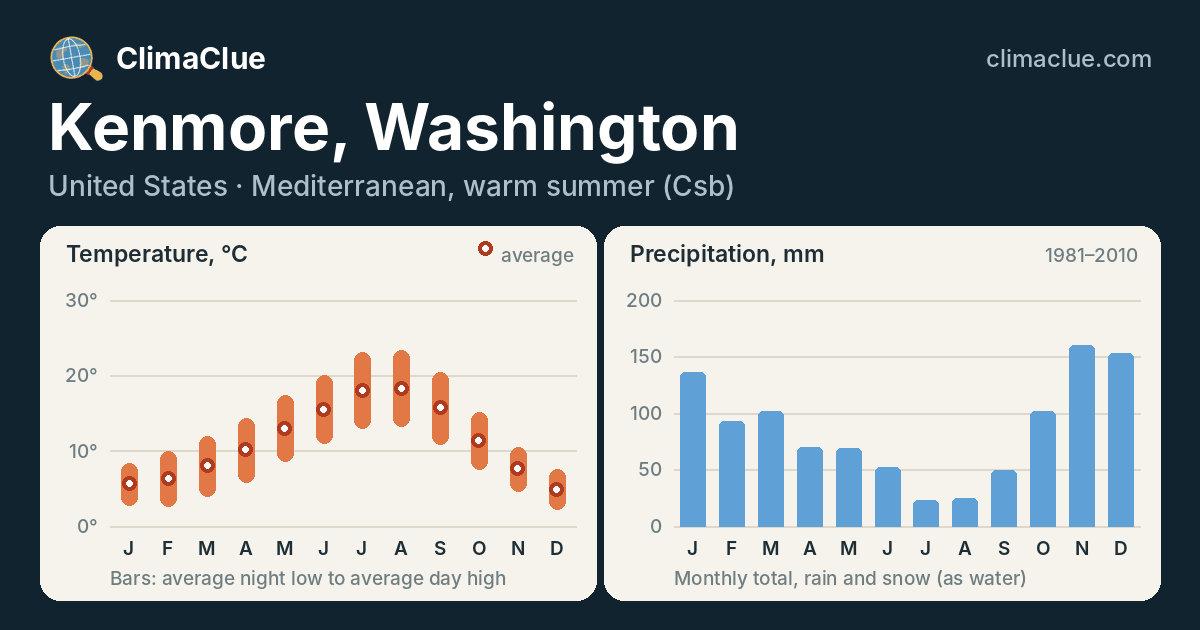 ClimaClue
climaclue.com
Kenmore, Washington
United States · Mediterranean, warm summer (Csb)
Temperature, °C
average
30°
20°
10°
0°
J F M A M J J A S O N D
Bars: average night low to average day high
Precipitation, mm
1981–2010
200
150
100
50
0
J F M A M J J A S O N D
Monthly total, rain and snow (as water)